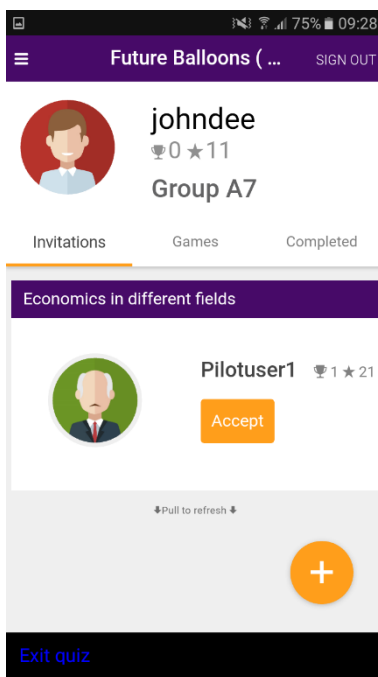 75% 09:28
Future Balloons ( ... SIGN OUT
johndee
0 ★11
Group A7
Invitations Games Completed
Economics in different fields
Pilotuser1 1 ★ 21
Accept
⬇Pull to refresh⬇
+
Exit quiz